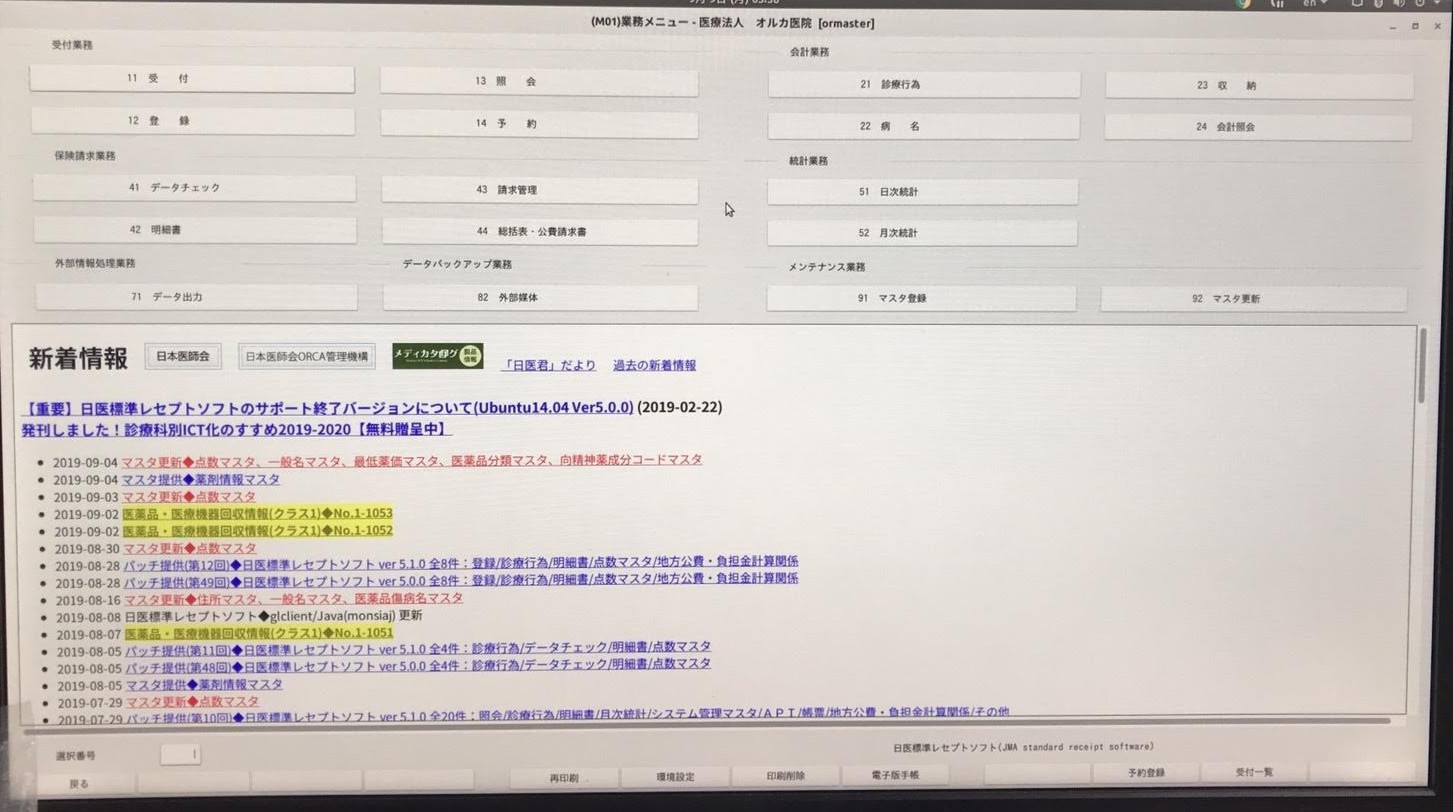 (M01)業務メニュー - 医療法人　オルカ医院 [ormaster]
受付業務
会計業務
11 受　付
13 照　会
21 診療行為
23 収　納
12 登　録
14 予　約
22 病　名
24 会計照会
保険請求業務
統計業務
41 データチェック
43 請求管理
51 日次統計
42 明細書
44 総括表・公費請求書
52 月次統計
外部情報処理業務
データバックアップ業務
メンテナンス業務
71 データ出力
82 外部媒体
91 マスタ登録
92 マスタ更新
新着情報 日本医師会 日本医師会ORCA管理機構 製品情報 「日医君」だより 過去の新着情報
【重要】日医標準レセプトソフトのサポート終了バージョンについて(Ubuntu14.04 Ver5.0.0) (2019-02-22)
発刊しました！診療科別ICT化のすすめ2019-2020【無料贈呈中】
2019-09-04 マスタ更新◆点数マスタ、一般名マスタ、最低薬価マスタ、医薬品分類マスタ、向精神薬成分コードマスタ
2019-09-04 マスタ提供◆薬剤情報マスタ
2019-09-03 マスタ更新◆点数マスタ
2019-09-02 医薬品・医療機器回収情報(クラス1)◆No.1-1053
2019-09-02 医薬品・医療機器回収情報(クラス1)◆No.1-1052
2019-08-30 マスタ更新◆点数マスタ
2019-08-28 パッチ提供(第12回)◆日医標準レセプトソフト ver 5.1.0 全8件：登録/診療行為/明細書/点数マスタ/地方公費・負担金計算関係
2019-08-28 パッチ提供(第49回)◆日医標準レセプトソフト ver 5.0.0 全8件：登録/診療行為/明細書/点数マスタ/地方公費・負担金計算関係
2019-08-16 マスタ更新◆住所マスタ、一般名マスタ、医薬品傷病名マスタ
2019-08-08 日医標準レセプトソフト◆glclient/Java(monsiaj) 更新
2019-08-07 医薬品・医療機器回収情報(クラス1)◆No.1-1051
2019-08-05 パッチ提供(第11回)◆日医標準レセプトソフト ver 5.1.0 全4件：診療行為/データチェック/明細書/点数マスタ
2019-08-05 パッチ提供(第48回)◆日医標準レセプトソフト ver 5.0.0 全4件：診療行為/データチェック/明細書/点数マスタ
2019-08-05 マスタ提供◆薬剤情報マスタ
2019-07-29 マスタ更新◆点数マスタ
2019-07-29 パッチ提供(第10回)◆日医標準レセプトソフト ver 5.1.0 全20件：照会/診療行為/明細書/月次統計/システム管理マスタ/ＡＰＩ/帳票/地方公費・負担金計算関係/その他
選択番号
日医標準レセプトソフト(JMA standard receipt software)
戻る 再印刷 環境設定 印刷削除 電子版手帳 予約登録 受付一覧